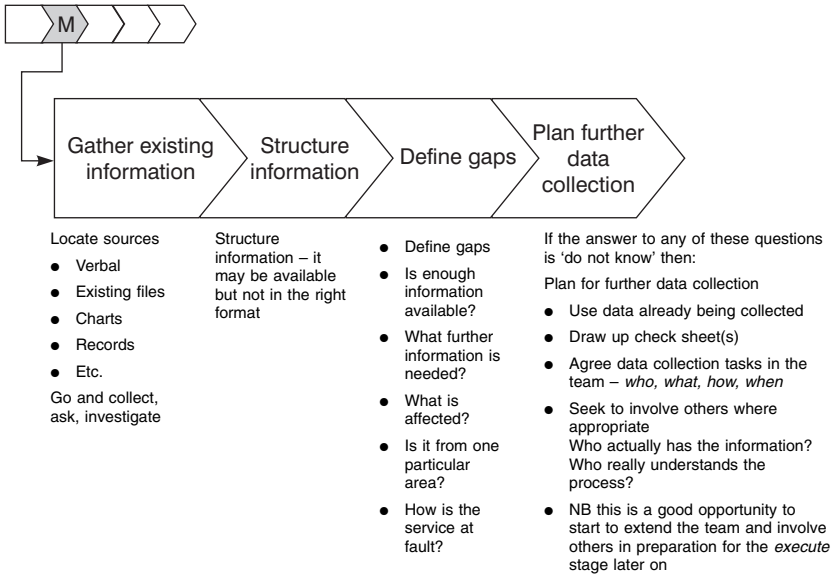 M
Gather existing
information
Structure
information
Define gaps
Plan further
data
collection
Locate sources
● Verbal
● Existing files
● Charts
● Records
● Etc.
Go and collect,
ask, investigate
Structure
information – it
may be available
but not in the right
format
● Define gaps
● Is enough
information
available?
● What further
information is
needed?
● What is
affected?
● Is it from one
particular
area?
● How is the
service at
fault?
If the answer to any of these questions
is ‘do not know’ then:
Plan for further data collection
● Use data already being collected
● Draw up check sheet(s)
● Agree data collection tasks in the
team – who, what, how, when
● Seek to involve others where
appropriate
Who actually has the information?
Who really understands the
process?
● NB this is a good opportunity to
start to extend the team and involve
others in preparation for the execute
stage later on